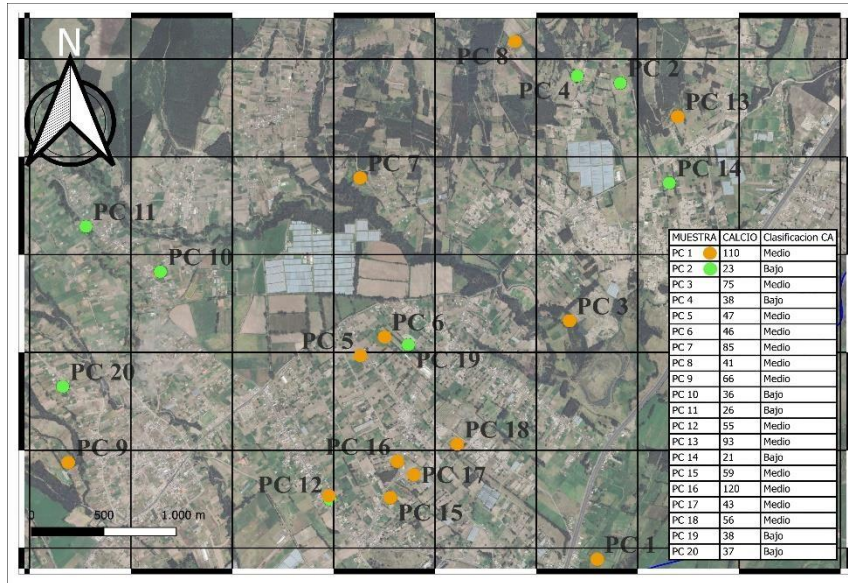 N
PC 8
PC 2
PC 4
PC 13
PC 7
PC 14
PC 11
PC 10
PC 3
PC 6
PC 5
PC 19
PC 20
PC 18
PC 16
PC 9
PC 17
PC 12
PC 15
PC 1
0 500 1.000 m
MUESTRA CALCIO Clasificacion CA
PC 1 110 Medio
PC 2 23 Bajo
PC 3 75 Medio
PC 4 38 Bajo
PC 5 47 Medio
PC 6 46 Medio
PC 7 85 Medio
PC 8 41 Medio
PC 9 66 Medio
PC 10 36 Bajo
PC 11 26 Bajo
PC 12 55 Medio
PC 13 93 Medio
PC 14 21 Bajo
PC 15 59 Medio
PC 16 120 Medio
PC 17 43 Medio
PC 18 56 Medio
PC 19 38 Bajo
PC 20 37 Bajo